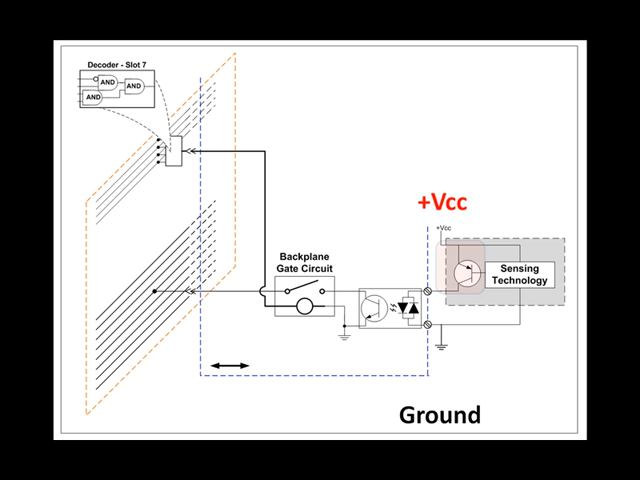 Decoder - Slot 7
AND
AND
AND
+Vcc
+Vcc
Backplane
Gate Circuit
Sensing
Technology
Ground